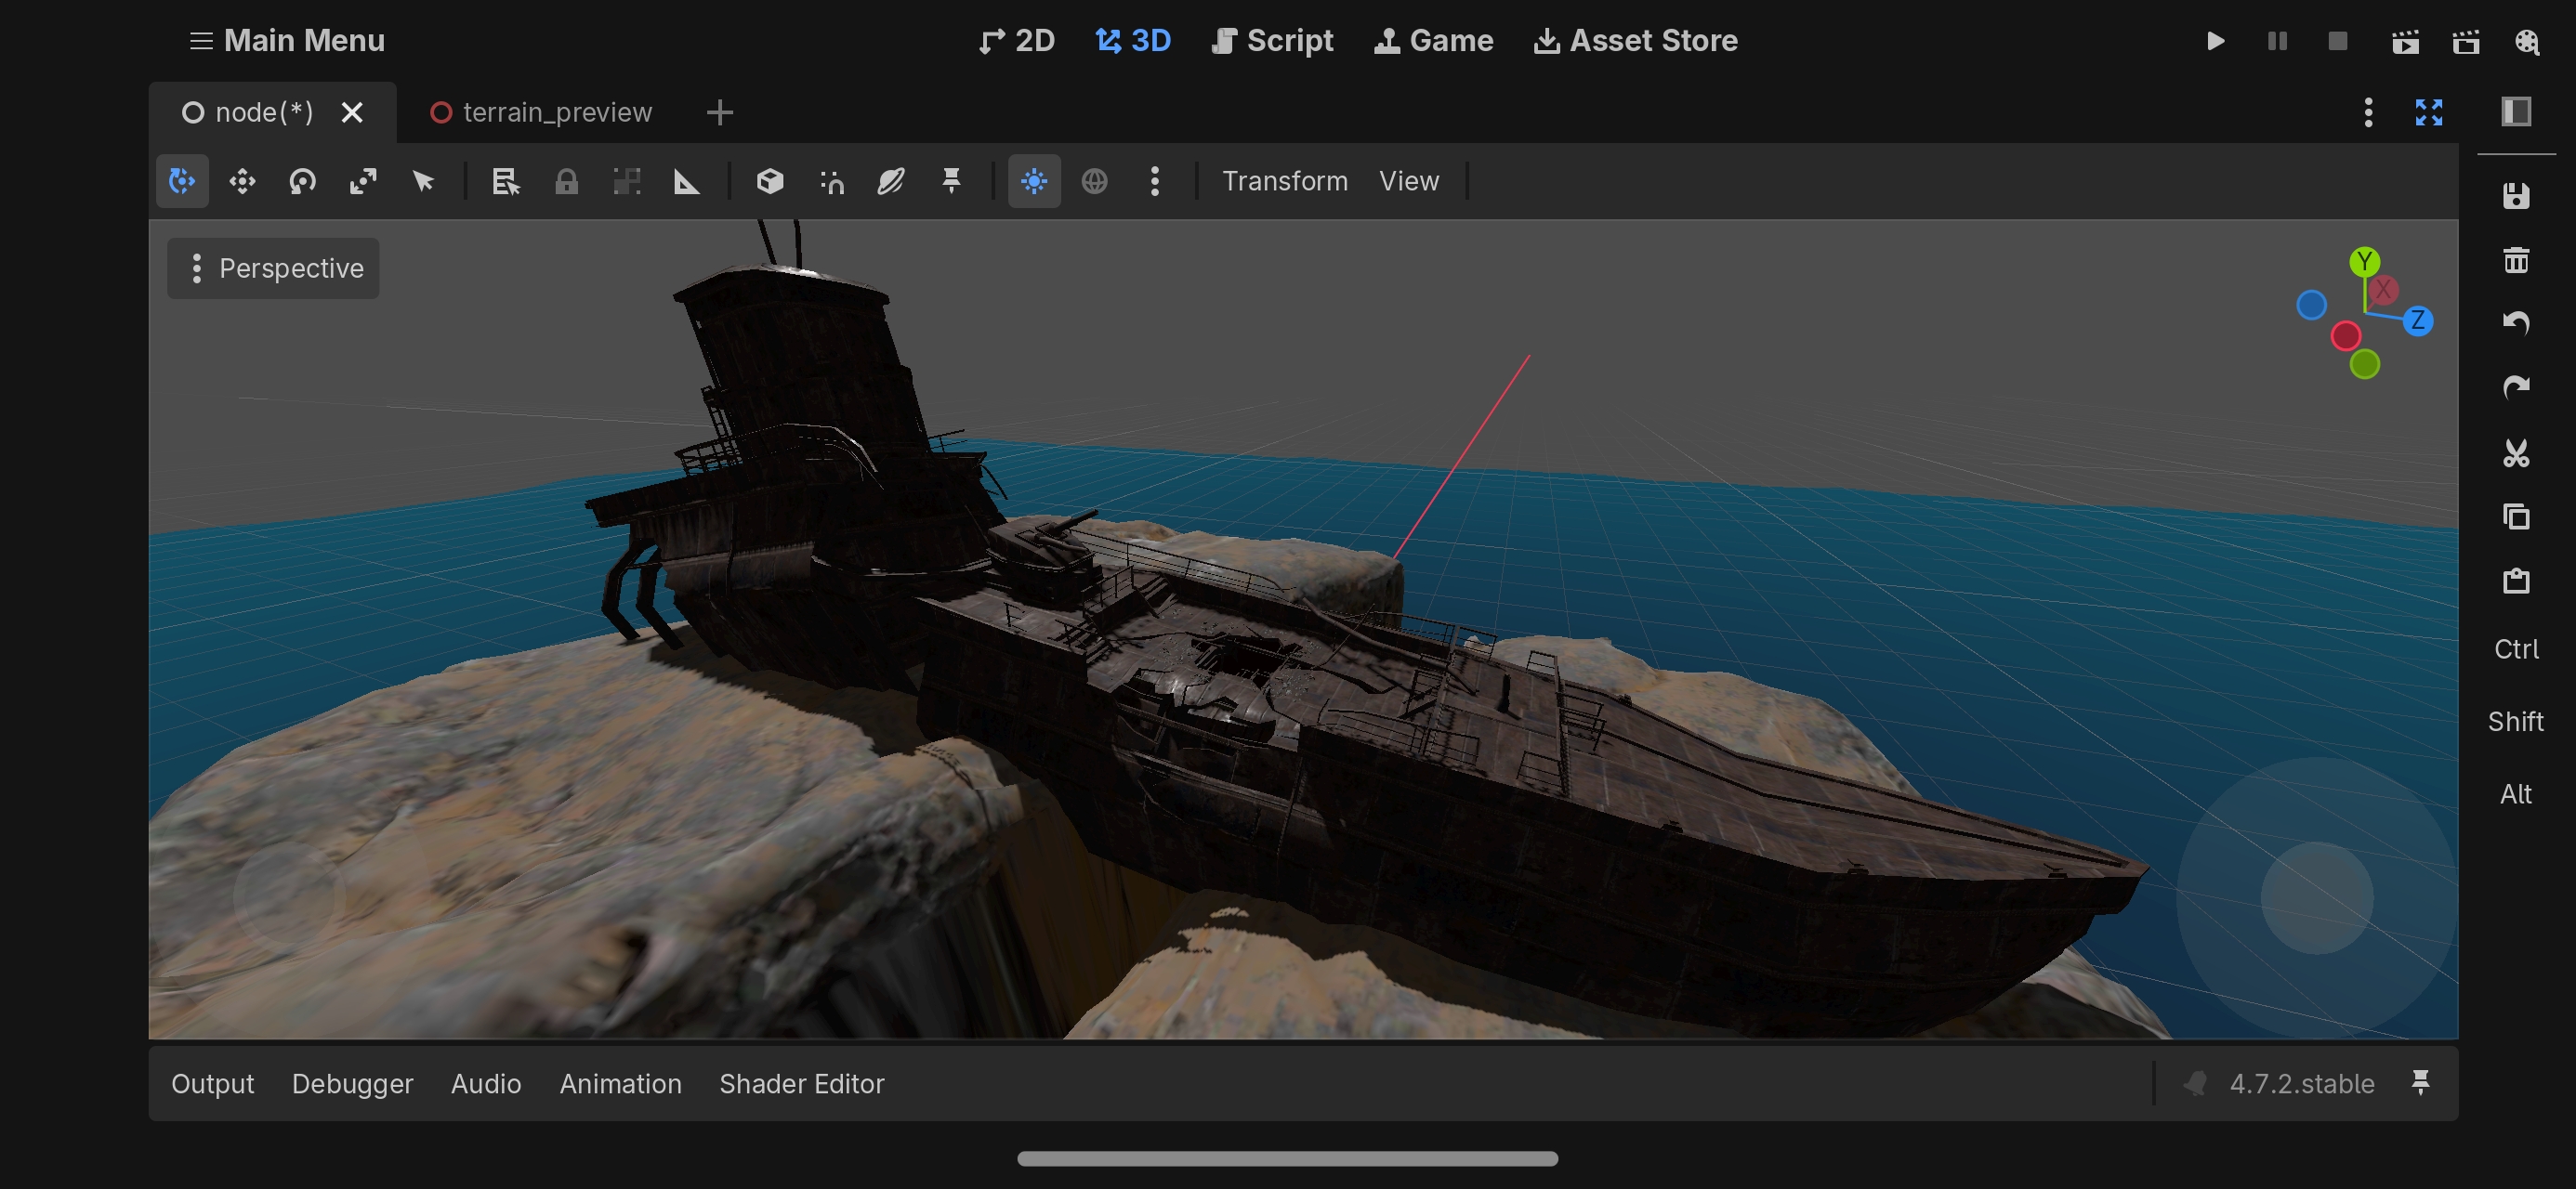 Main Menu
2D 3D Script Game Asset Store
node(*) terrain_preview
Transform View
Perspective
Y
X
Z
Ctrl
Shift
Alt
Output Debugger Audio Animation Shader Editor 4.7.2.stable